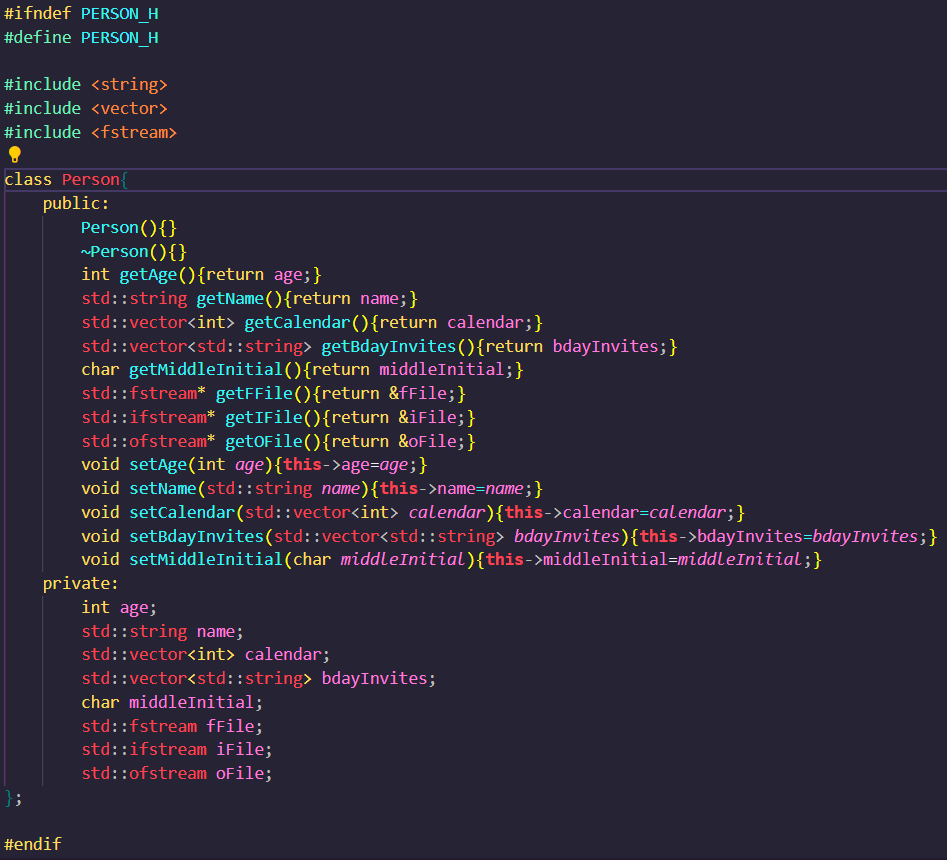 #ifndef PERSON_H
#define PERSON_H

#include <string>
#include <vector>
#include <fstream>

class Person{
    public:
        Person(){}
        ~Person(){}
        int getAge(){return age;}
        std::string getName(){return name;}
        std::vector<int> getCalendar(){return calendar;}
        std::vector<std::string> getBdayInvites(){return bdayInvites;}
        char getMiddleInitial(){return middleInitial;}
        std::fstream* getFFile(){return &fFile;}
        std::ifstream* getIFile(){return &iFile;}
        std::ofstream* getOFile(){return &oFile;}
        void setAge(int age){this->age=age;}
        void setName(std::string name){this->name=name;}
        void setCalendar(std::vector<int> calendar){this->calendar=calendar;}
        void setBdayInvites(std::vector<std::string> bdayInvites){this->bdayInvites=bdayInvites;}
        void setMiddleInitial(char middleInitial){this->middleInitial=middleInitial;}
    private:
        int age;
        std::string name;
        std::vector<int> calendar;
        std::vector<std::string> bdayInvites;
        char middleInitial;
        std::fstream fFile;
        std::ifstream iFile;
        std::ofstream oFile;
};

#endif